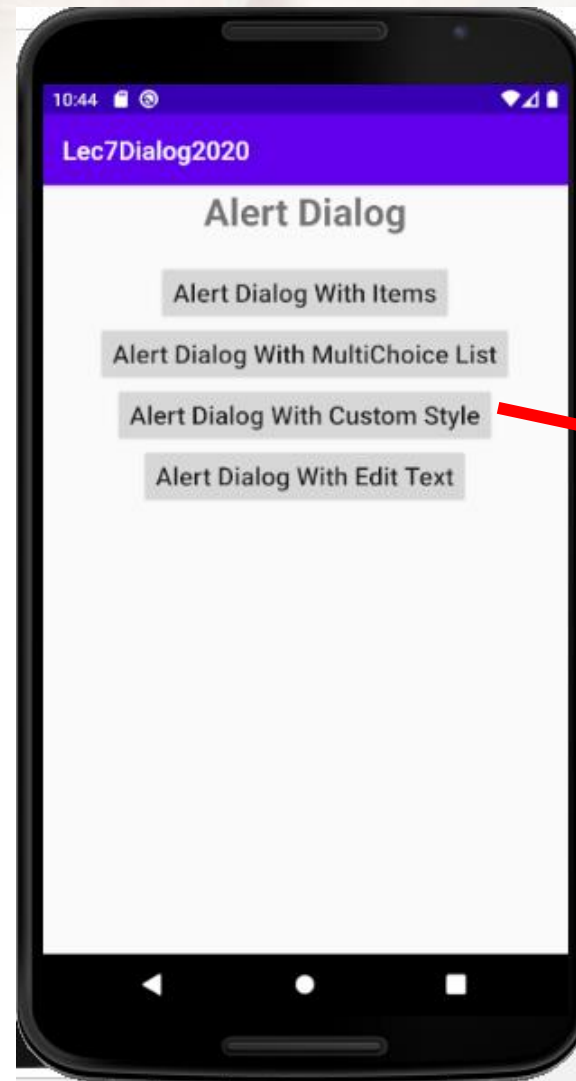 10:44
Lec7Dialog2020
Alert Dialog
Alert Dialog With Items
Alert Dialog With MultiChoice List
Alert Dialog With Custom Style
Alert Dialog With Edit Text